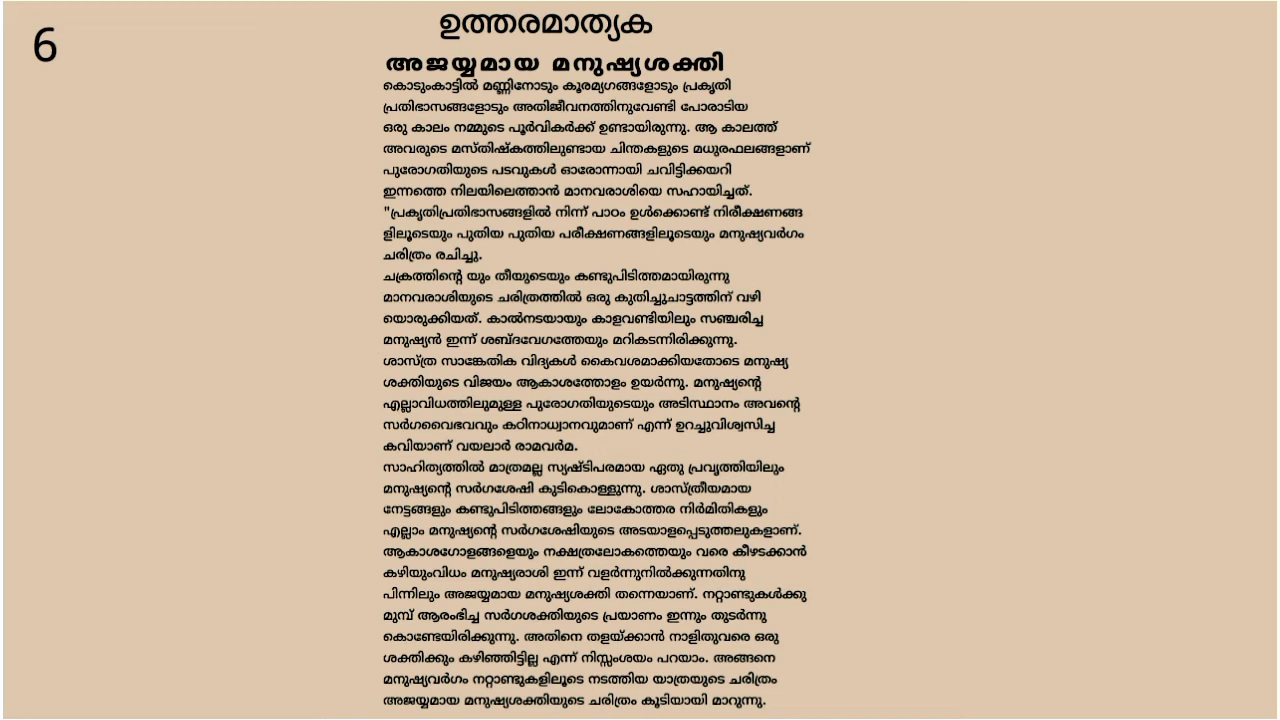 6
ഉത്തരമാതൃക
അജയ്യമായ മനുഷ്യശക്തി
കൊടുംകാട്ടിൽ മണ്ണിനോടും ക്രൂരമൃഗങ്ങളോടും പ്രകൃതി
പ്രതിഭാസങ്ങളോടും അതിജീവനത്തിനുവേണ്ടി പോരാടിയ
ഒരു കാലം നമ്മുടെ പൂർവികർക്ക് ഉണ്ടായിരുന്നു. ആ കാലത്ത്
അവരുടെ മസ്തിഷ്കത്തിലുണ്ടായ ചിന്തകളുടെ മധുരഫലങ്ങളാണ്
പുരോഗതിയുടെ പടവുകൾ ഓരോന്നായി ചവിട്ടിക്കയറി
ഇന്നത്തെ നിലയിലെത്താൻ മാനവരാശിയെ സഹായിച്ചത്.
"പ്രകൃതിപ്രതിഭാസങ്ങളിൽ നിന്ന് പാഠം ഉൾക്കൊണ്ട് നിരീക്ഷണങ്ങ
ളിലൂടെയും പുതിയ പുതിയ പരീക്ഷണങ്ങളിലൂടെയും മനുഷ്യവർഗം
ചരിത്രം രചിച്ചു.
ചക്രത്തിന്റെ യും തീയുടെയും കണ്ടുപിടിത്തമായിരുന്നു
മാനവരാശിയുടെ ചരിത്രത്തിൽ ഒരു കുതിച്ചുചാട്ടത്തിന് വഴി
യൊരുക്കിയത്. കാൽനടയായും കാളവണ്ടിയിലും സഞ്ചരിച്ച
മനുഷ്യൻ ഇന്ന് ശബ്ദവേഗത്തേയും മറികടന്നിരിക്കുന്നു.
ശാസ്ത്ര സാങ്കേതിക വിദ്യകൾ കൈവശമാക്കിയതോടെ മനുഷ്യ
ശക്തിയുടെ വിജയം ആകാശത്തോളം ഉയർന്നു. മനുഷ്യന്റെ
എല്ലാവിധത്തിലുമുള്ള പുരോഗതിയുടെയും അടിസ്ഥാനം അവന്റെ
സർഗവൈഭവവും കഠിനാധ്വാനവുമാണ് എന്ന് ഉറച്ചുവിശ്വസിച്ച
കവിയാണ് വയലാർ രാമവർമ.
സാഹിത്യത്തിൽ മാത്രമല്ല സൃഷ്ടിപരമായ ഏതു പ്രവൃത്തിയിലും
മനുഷ്യന്റെ സർഗശേഷി കുടികൊള്ളുന്നു. ശാസ്ത്രീയമായ
നേട്ടങ്ങളും കണ്ടുപിടിത്തങ്ങളും ലോകോത്തര നിർമിതികളും
എല്ലാം മനുഷ്യന്റെ സർഗശേഷിയുടെ അടയാളപ്പെടുത്തലുകളാണ്.
ആകാശഗോളങ്ങളെയും നക്ഷത്രലോകത്തെയും വരെ കീഴടക്കാൻ
കഴിയുംവിധം മനുഷ്യരാശി ഇന്ന് വളർന്നുനിൽക്കുന്നതിനു
പിന്നിലും അജയ്യമായ മനുഷ്യശക്തി തന്നെയാണ്. നൂറ്റാണ്ടുകൾക്കു
മുമ്പ് ആരംഭിച്ച സർഗശക്തിയുടെ പ്രയാണം ഇന്നും തുടർന്നു
കൊണ്ടേയിരിക്കുന്നു. അതിനെ തളയ്ക്കാൻ നാളിതുവരെ ഒരു
ശക്തിക്കും കഴിഞ്ഞിട്ടില്ല എന്ന് നിസ്സംശയം പറയാം. അങ്ങനെ
മനുഷ്യവർഗം നൂറ്റാണ്ടുകളിലൂടെ നടത്തിയ യാത്രയുടെ ചരിത്രം
അജയ്യമായ മനുഷ്യശക്തിയുടെ ചരിത്രം കൂടിയായി മാറുന്നു.